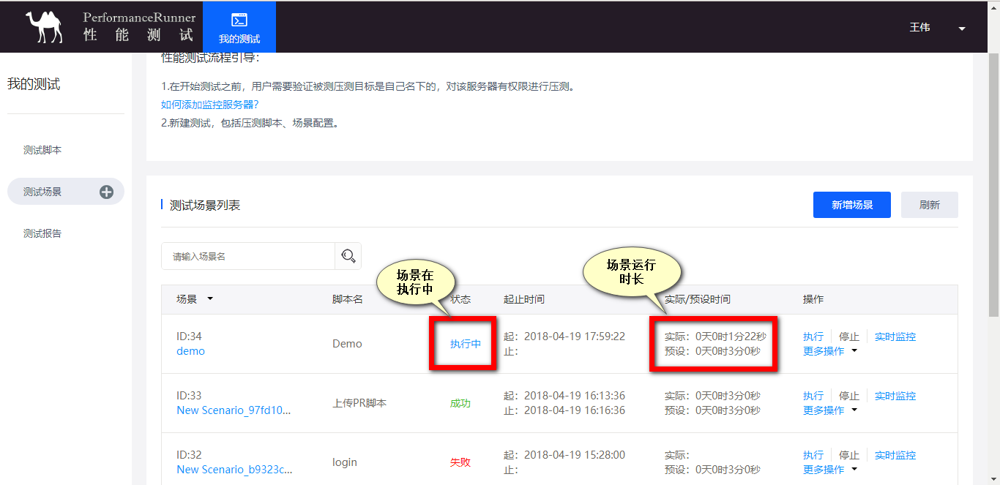 PerformanceRunner
性能测试
我的测试
王伟
我的测试
测试脚本
测试场景
测试报告
性能测试流程引导：
1.在开始测试之前，用户需要验证被测压测目标是自己名下的，对该服务器有权限进行压测。
如何添加监控服务器?
2.新建测试，包括压测脚本、场景配置。
测试场景列表
新增场景
刷新
请输入场景名
场景在
执行中
场景运行
时长
场景 脚本名 状态 起止时间 实际/预设时间 操作
ID:34
demo
Demo
执行中
起：2018-04-19 17:59:22
止：
实际：0天0时1分22秒
预设：0天0时3分0秒
执行 停止 实时监控
更多操作
ID:33
New Scenario_97fd10...
上传PR脚本
成功
起：2018-04-19 16:13:36
止：2018-04-19 16:16:36
实际：0天0时3分0秒
预设：0天0时3分0秒
执行 停止 实时监控
更多操作
ID:32
New Scenario_b9323c...
login
失败
起：2018-04-19 15:28:00
止：
实际：
预设：0天0时3分0秒
执行 停止 实时监控
更多操作